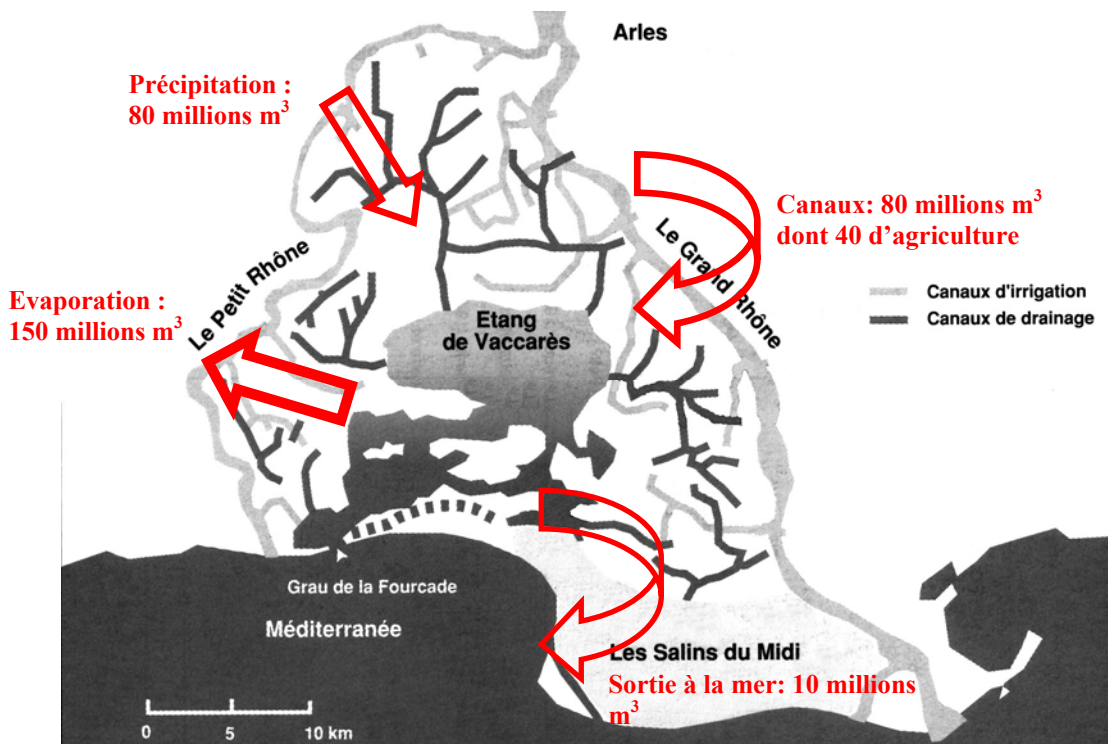 Arles
Précipitation :
80 millions m³
Canaux: 80 millions m³
dont 40 d'agriculture
Le Petit Rhône
Le Grand Rhône
Evaporation :
150 millions m³
Canaux d'irrigation
Canaux de drainage
Etang
de Vaccarès
Grau de la Fourcade
Méditerranée
Les Salins du Midi
Sortie à la mer: 10 millions
m³
0 5 10 km